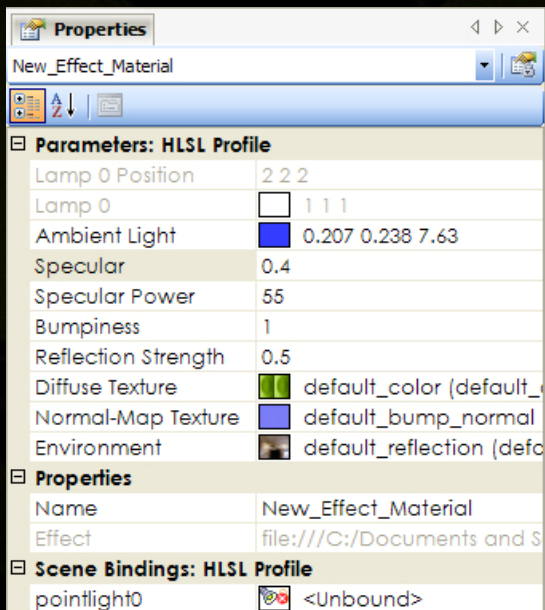 Properties
New_Effect_Material
A
Z
Parameters: HLSL Profile
Lamp 0 Position 2 2 2
Lamp 0 1 1 1
Ambient Light 0.207 0.238 7.63
Specular 0.4
Specular Power 55
Bumpiness 1
Reflection Strength 0.5
Diffuse Texture default_color (default_
Normal-Map Texture default_bump_normal
Environment default_reflection (defa
Properties
Name New_Effect_Material
Effect file:///C:/Documents and S
Scene Bindings: HLSL Profile
pointlight0 <Unbound>